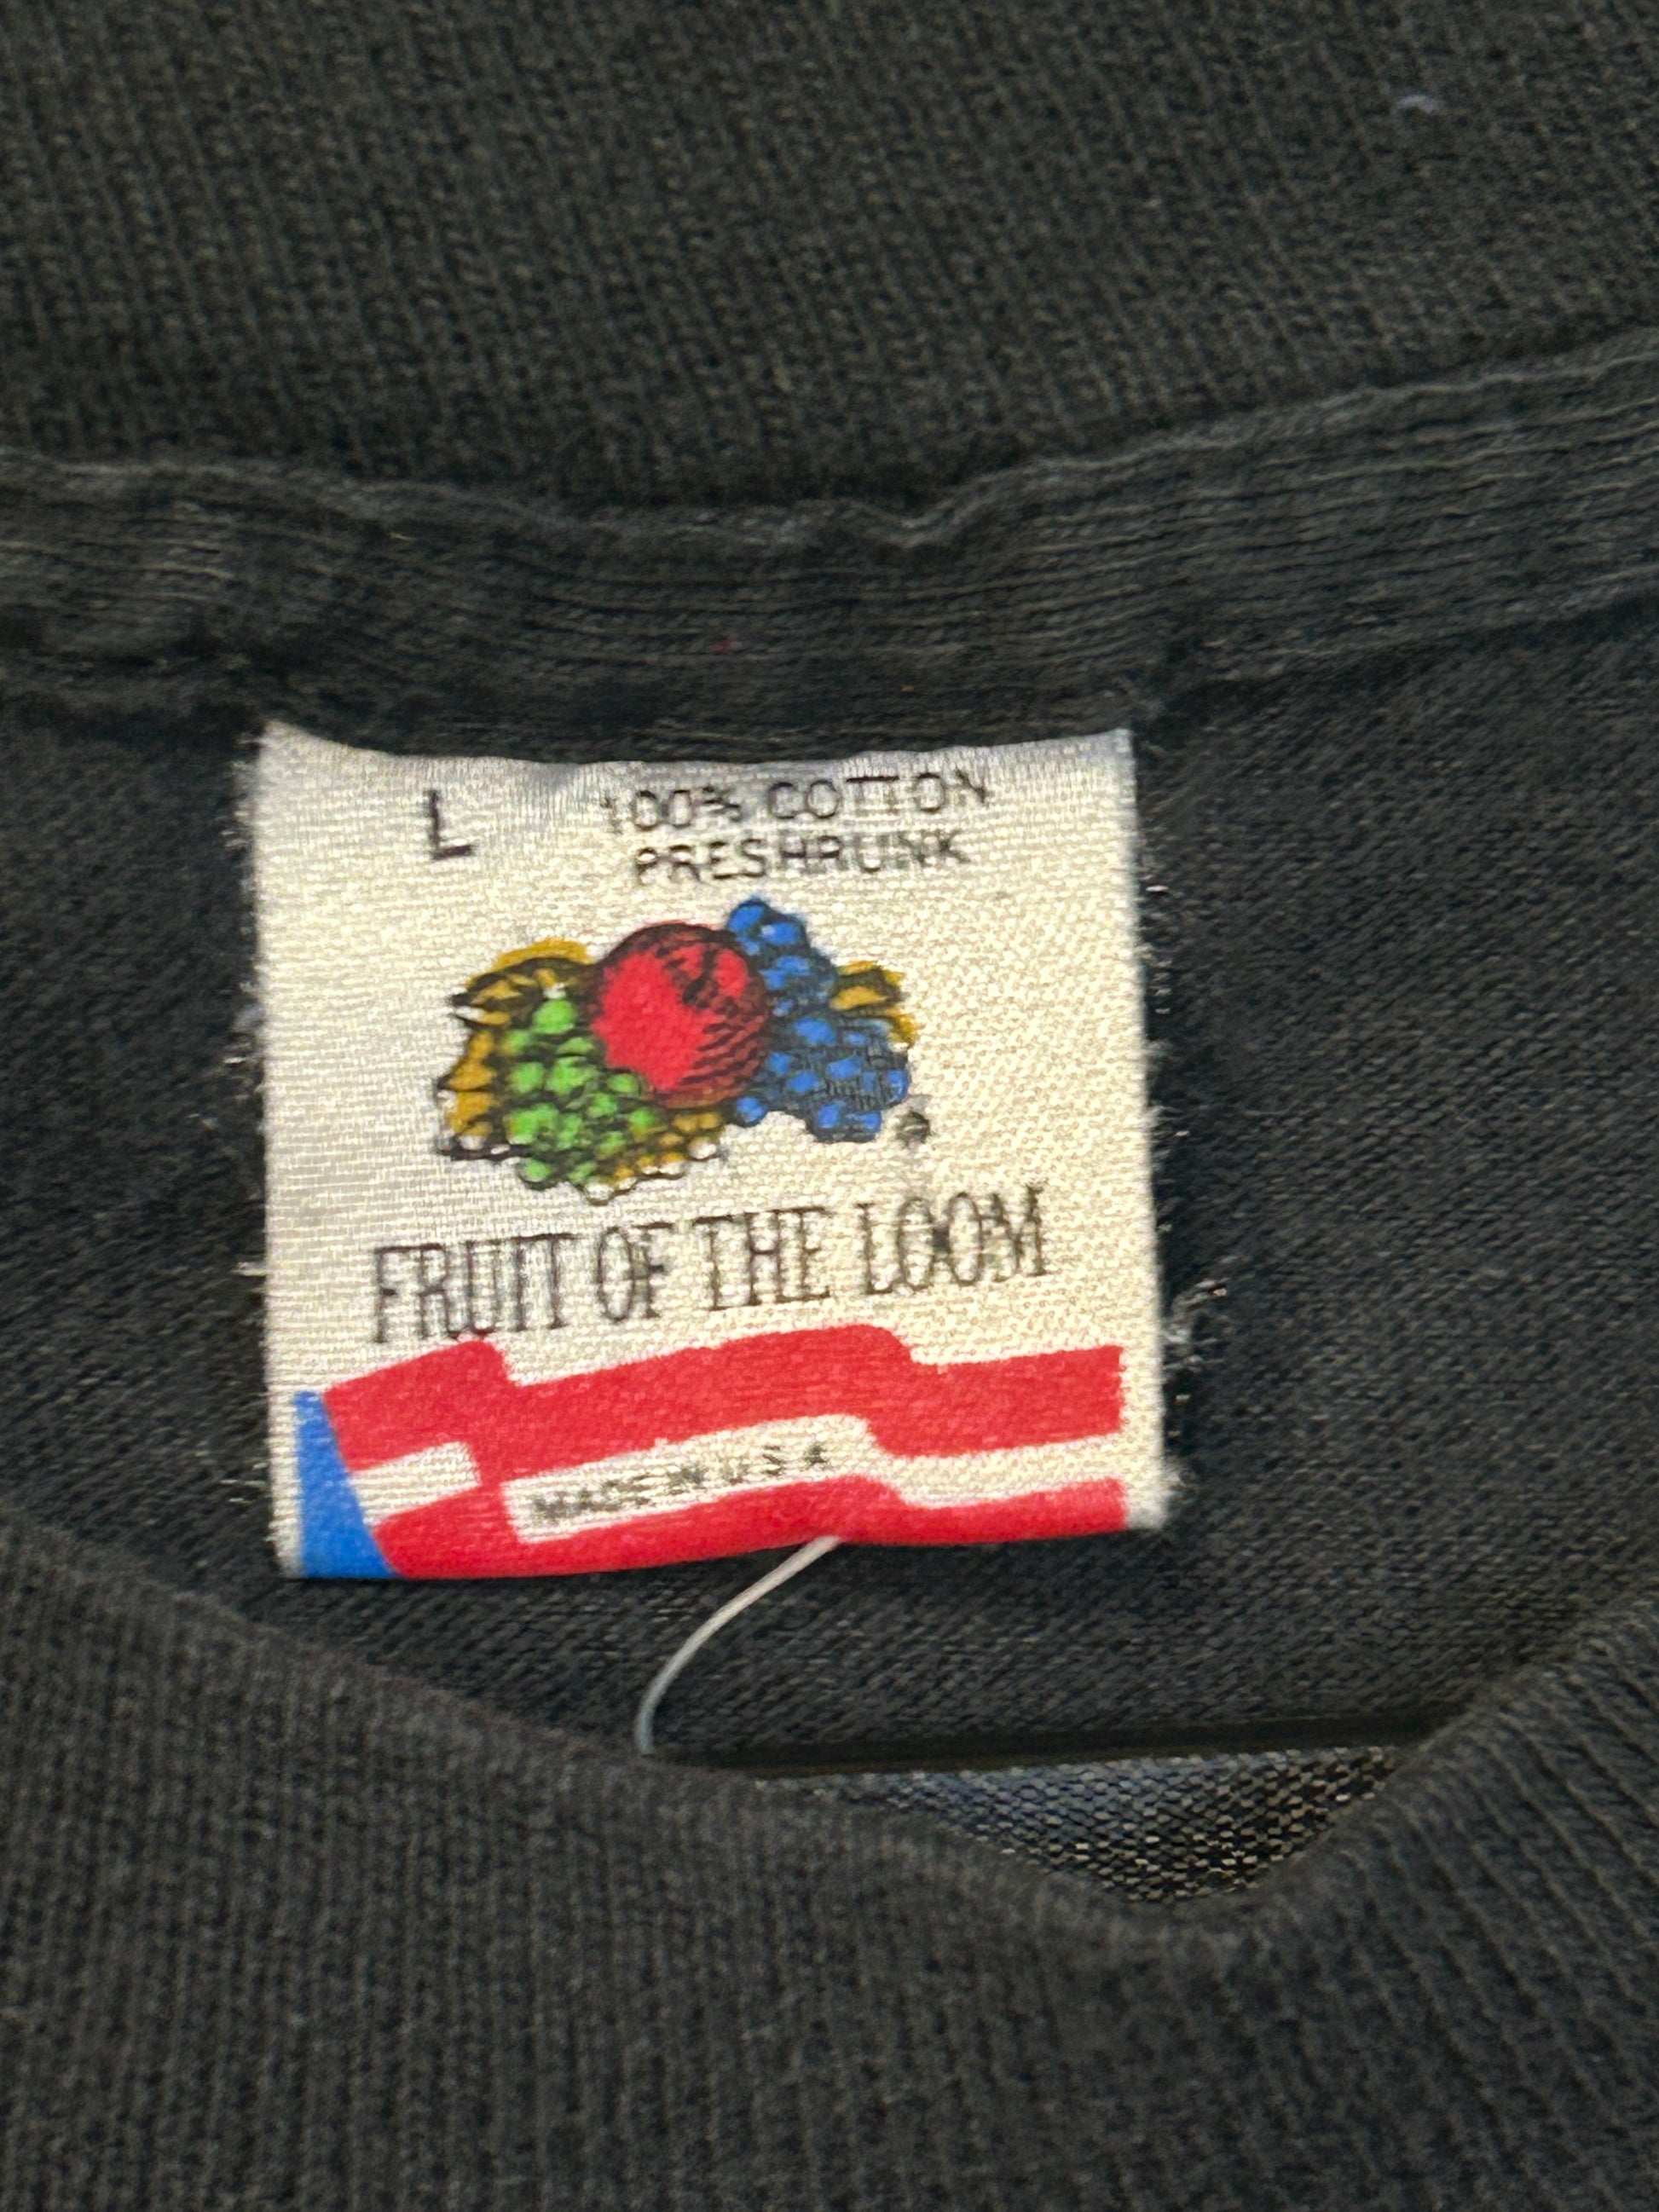 L 100% COTTON
PRESHRUNK
®
FRUIT OF THE LOOM
MADE IN U S A